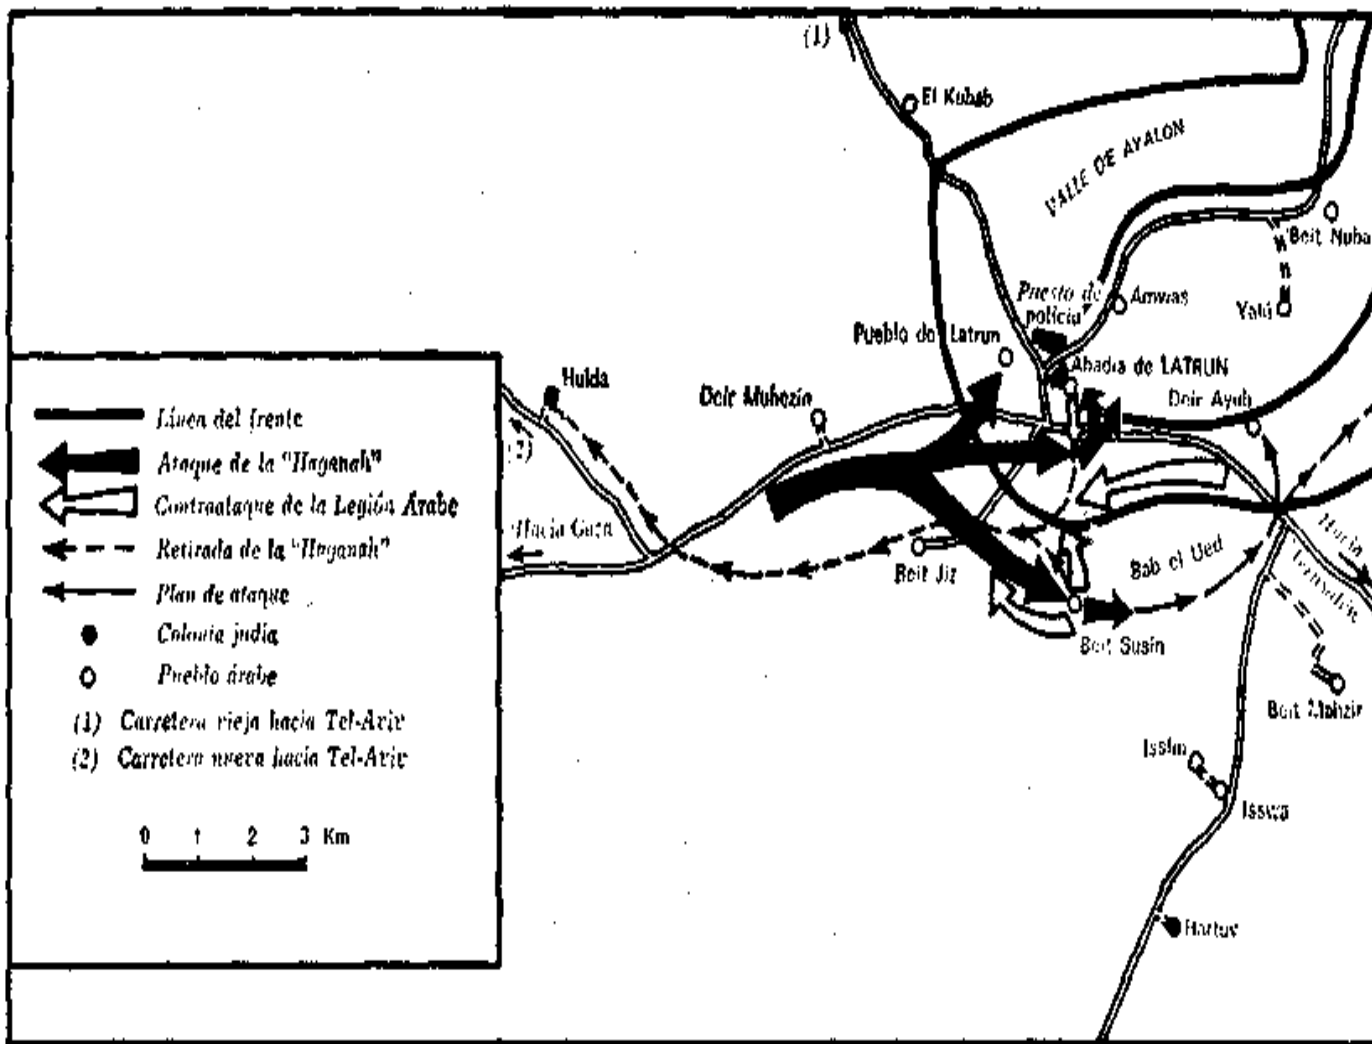 (1)
El Kubab
VALLE DE AYALON
Beit Nuba
Puesto de
policía
Amwas
Yalú
Pueblo de Latrun
Abadia de LATRUN
Hulda
Deir Muhezin
Deir Ayub
(2)
Hacia Gaza
Beit Jiz
Bab el Ued
Hacia
Beit Susín
Beit Mahzir
Isslin
Isswa
Hartuv
Línea del frente
Ataque de la "Haganah"
Contraataque de la Legión Árabe
Retirada de la "Haganah"
Plan de ataque
Colonia judía
Pueblo árabe
(1) Carretera vieja hacia Tel-Aviv
(2) Carretera nueva hacia Tel-Aviv
0 1 2 3 Km